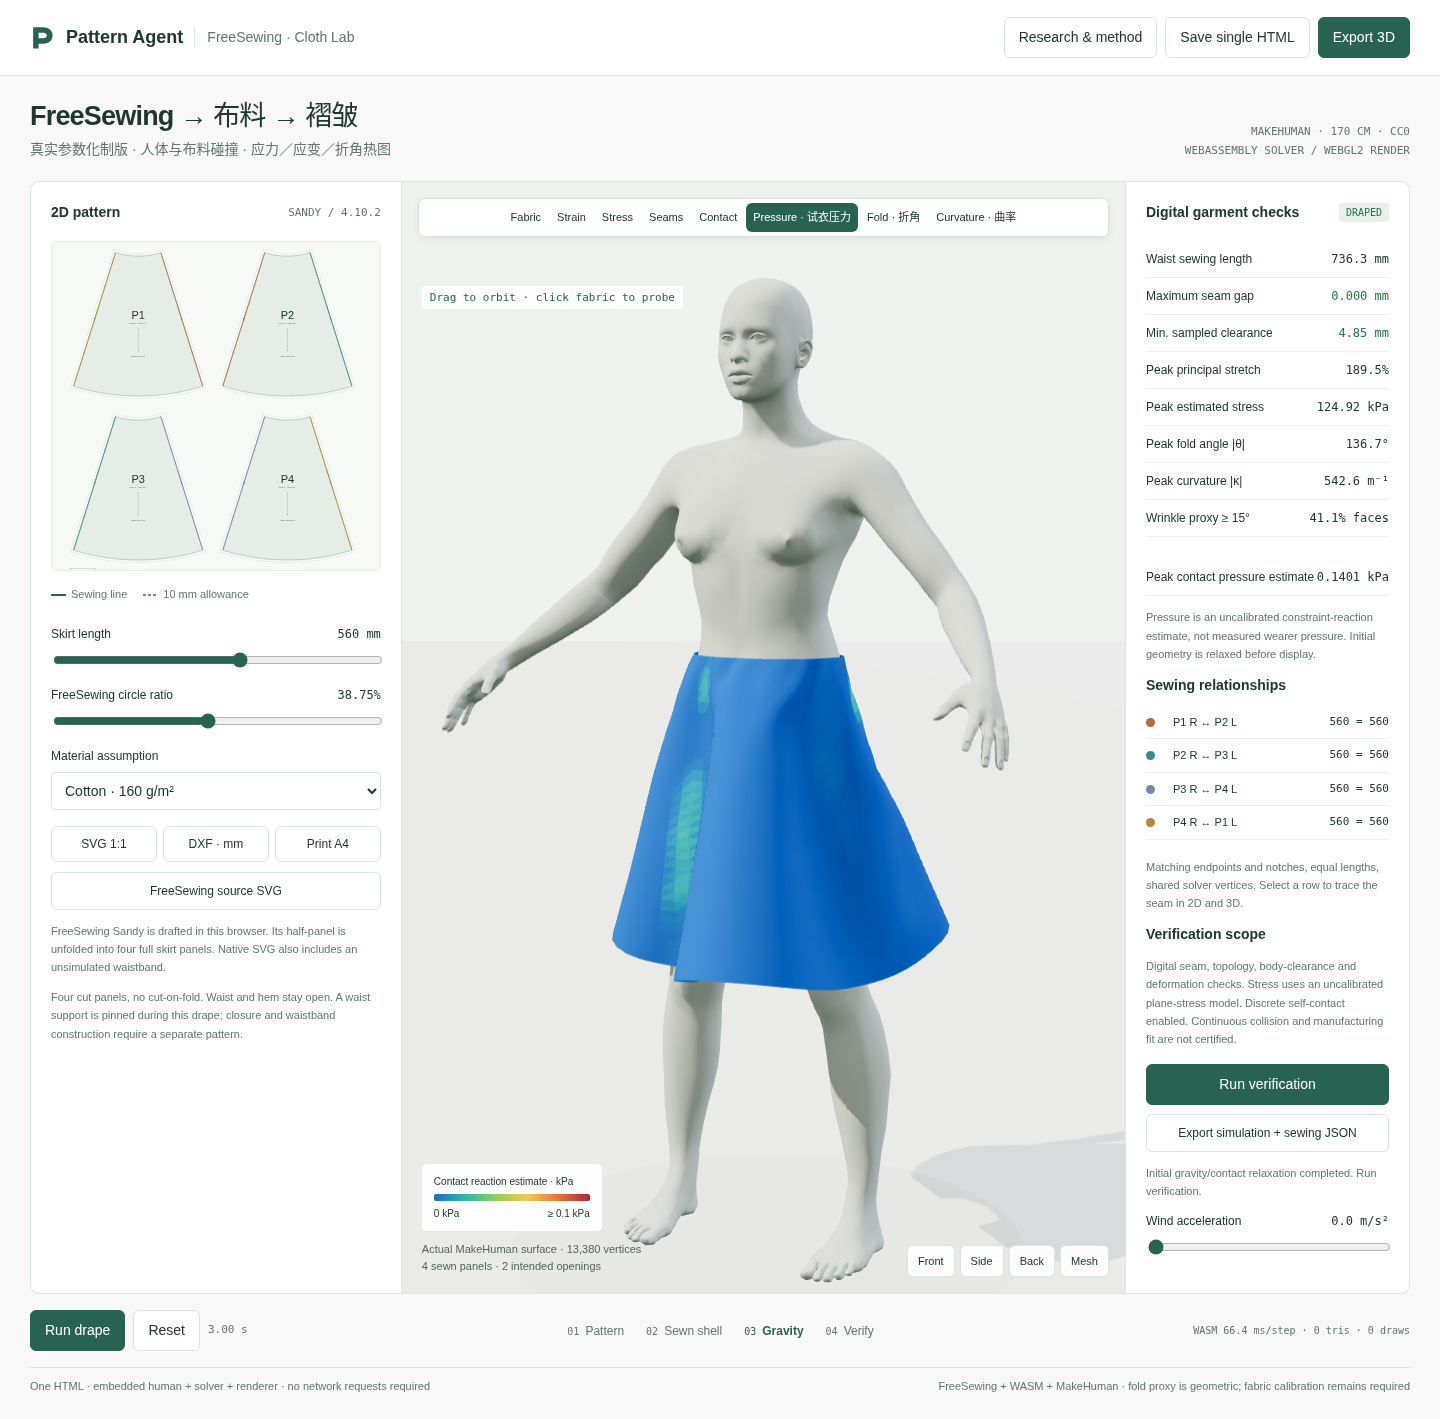 Pattern Agent
FreeSewing · Cloth Lab
Research & method
Save single HTML
Export 3D
FreeSewing → 布料 → 褶皱
真实参数化制版 · 人体与布料碰撞 · 应力／应变／折角热图
MAKEHUMAN · 170 CM · CC0
WEBASSEMBLY SOLVER / WEBGL2 RENDER
2D pattern
SANDY / 4.10.2
P1
P2
P3
P4
Sewing line
10 mm allowance
Skirt length
560 mm
FreeSewing circle ratio
38.75%
Material assumption
Cotton · 160 g/m²
SVG 1:1
DXF · mm
Print A4
FreeSewing source SVG
FreeSewing Sandy is drafted in this browser. Its half-panel is
unfolded into four full skirt panels. Native SVG also includes an
unsimulated waistband.
Four cut panels, no cut-on-fold. Waist and hem stay open. A waist
support is pinned during this drape; closure and waistband
construction require a separate pattern.
Fabric
Strain
Stress
Seams
Contact
Pressure · 试衣压力
Fold · 折角
Curvature · 曲率
Drag to orbit · click fabric to probe
Contact reaction estimate · kPa
0 kPa
≥ 0.1 kPa
Actual MakeHuman surface · 13,380 vertices
4 sewn panels · 2 intended openings
Front
Side
Back
Mesh
Digital garment checks
DRAPED
Waist sewing length
736.3 mm
Maximum seam gap
0.000 mm
Min. sampled clearance
4.85 mm
Peak principal stretch
189.5%
Peak estimated stress
124.92 kPa
Peak fold angle |θ|
136.7°
Peak curvature |κ|
542.6 m⁻¹
Wrinkle proxy ≥ 15°
41.1% faces
Peak contact pressure estimate
0.1401 kPa
Pressure is an uncalibrated constraint-reaction
estimate, not measured wearer pressure. Initial
geometry is relaxed before display.
Sewing relationships
P1 R ↔ P2 L
560 = 560
P2 R ↔ P3 L
560 = 560
P3 R ↔ P4 L
560 = 560
P4 R ↔ P1 L
560 = 560
Matching endpoints and notches, equal lengths,
shared solver vertices. Select a row to trace the
seam in 2D and 3D.
Verification scope
Digital seam, topology, body-clearance and
deformation checks. Stress uses an uncalibrated
plane-stress model. Discrete self-contact
enabled. Continuous collision and manufacturing
fit are not certified.
Run verification
Export simulation + sewing JSON
Initial gravity/contact relaxation completed. Run
verification.
Wind acceleration
0.0 m/s²
Run drape
Reset
3.00 s
01 Pattern
02 Sewn shell
03 Gravity
04 Verify
WASM 66.4 ms/step · 0 tris · 0 draws
One HTML · embedded human + solver + renderer · no network requests required
FreeSewing + WASM + MakeHuman · fold proxy is geometric; fabric calibration remains required